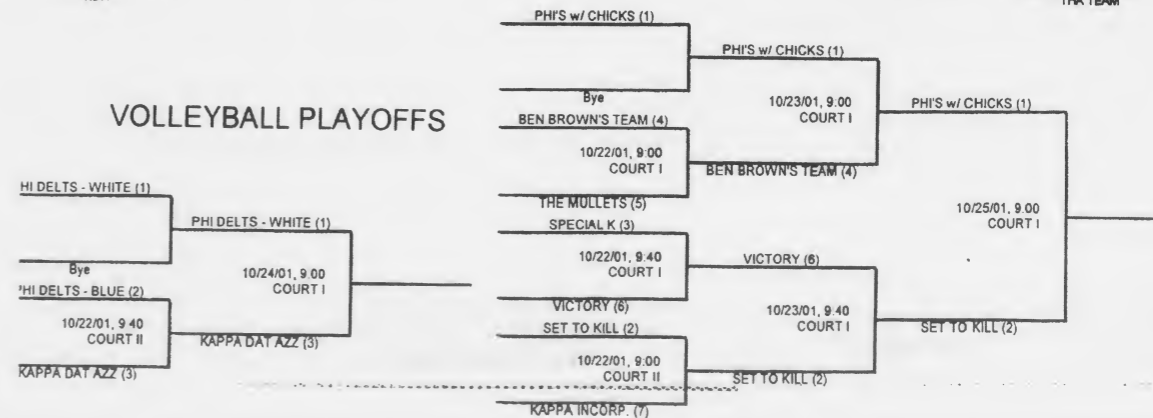 THA TEAM
VOLLEYBALL PLAYOFFS
HI DELTS - WHITE (1)
PHI DELTS - WHITE (1)
Bye
10/24/01, 9:00
COURT I
'HI DELTS - BLUE (2)
10/22/01, 9:40
COURT II
KAPPA DAT AZZ (3)
KAPPA DAT AZZ (3)
PHI'S w/ CHICKS (1)
PHI'S w/ CHICKS (1)
Bye
10/23/01, 9:00
COURT I
PHI'S w/ CHICKS (1)
BEN BROWN'S TEAM (4)
10/22/01, 9:00
COURT I
BEN BROWN'S TEAM (4)
THE MULLETS (5)
10/25/01, 9:00
COURT I
SPECIAL K (3)
10/22/01, 9:40
COURT I
VICTORY (6)
VICTORY (6)
10/23/01, 9:40
COURT I
SET TO KILL (2)
SET TO KILL (2)
10/22/01, 9:00
COURT II
SET TO KILL (2)
KAPPA INCORP. (7)